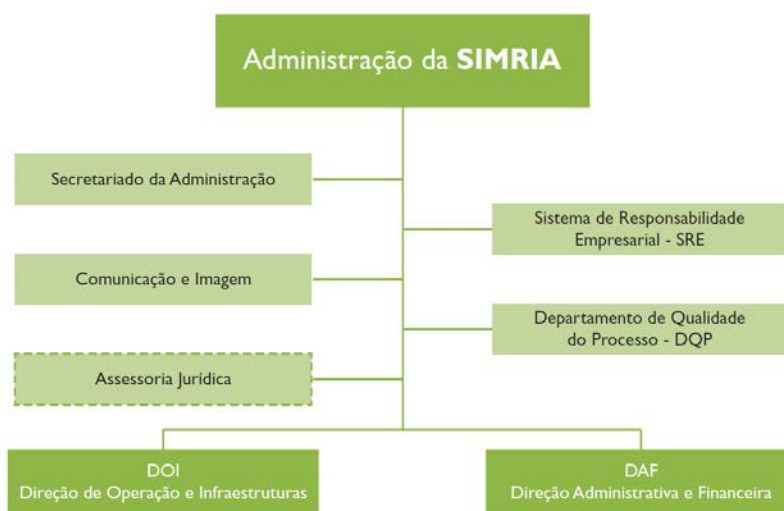 Administração da SIMRIA
Secretariado da Administração
Sistema de Responsabilidade
Empresarial - SRE
Comunicação e Imagem
Departamento de Qualidade
do Processo - DQP
Assessoria Jurídica
DOI
Direção de Operação e Infraestruturas
DAF
Direção Administrativa e Financeira